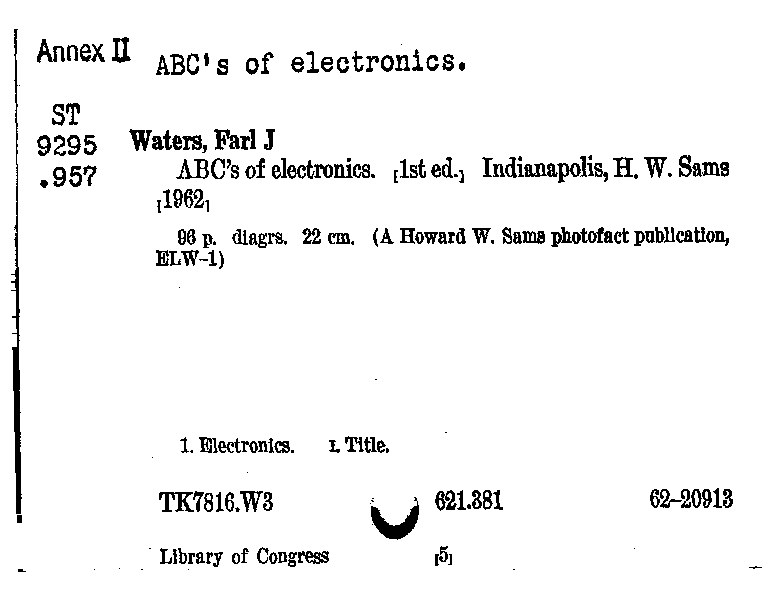 Annex II ABC's of electronics.
ST
9295 Waters, Farl J
.957 ABC's of electronics. [1st ed.] Indianapolis, H. W. Sams
[1962]
96 p. diagrs. 22 cm. (A Howard W. Sams photofact publication,
ELW-1)
1. Electronics. I. Title.
TK7816.W3 621.381 62-20913
Library of Congress [5]